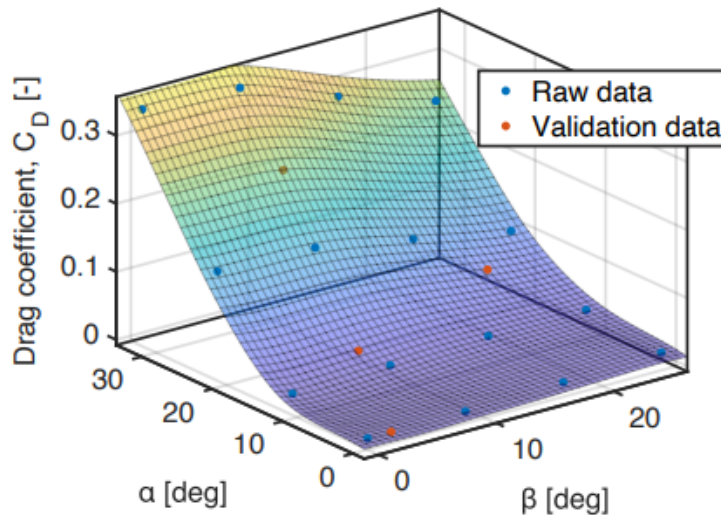 Drag coefficient, C_D [-]
0.3
0.2
0.1
0
30
20
10
0
α [deg]
0
10
20
β [deg]
Raw data
Validation data